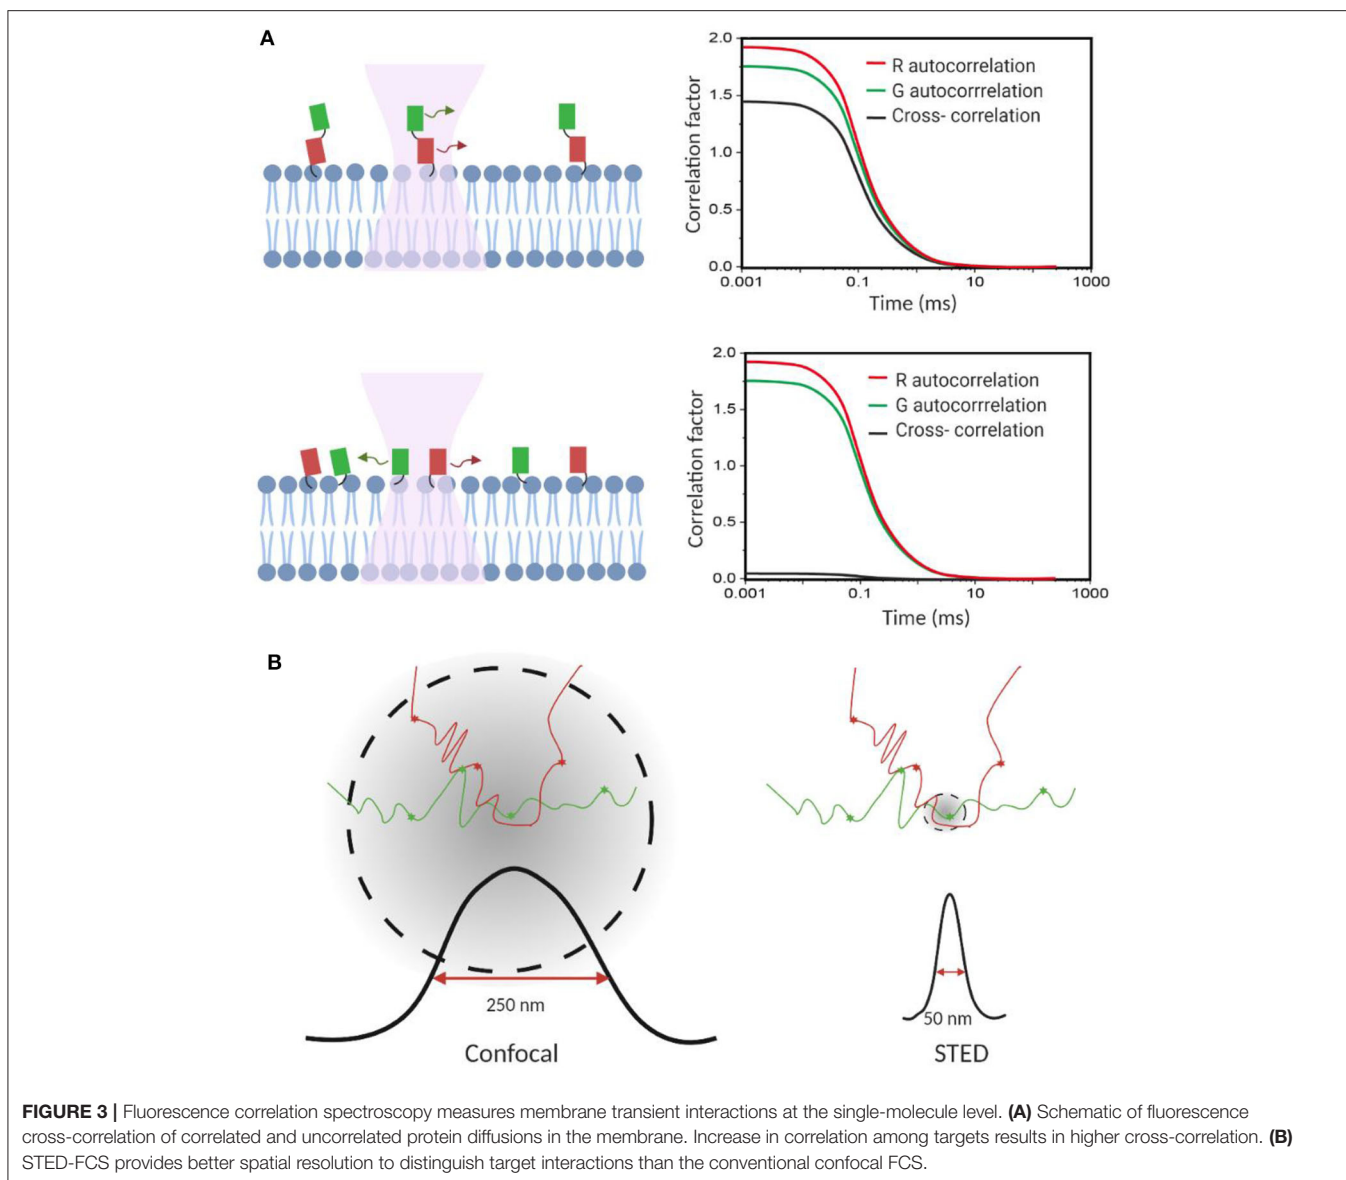 A
2.0
1.5
1.0
0.5
0.0
Correlation factor
R autocorrelation
G autocorrrelation
Cross- correlation
0.001
0.1
10
1000
Time (ms)
2.0
1.5
1.0
0.5
0.0
Correlation factor
R autocorrelation
G autocorrrelation
Cross- correlation
0.001
0.1
10
1000
Time (ms)
B
250 nm
Confocal
50 nm
STED
FIGURE 3 | Fluorescence correlation spectroscopy measures membrane transient interactions at the single-molecule level. (A) Schematic of fluorescence
cross-correlation of correlated and uncorrelated protein diffusions in the membrane. Increase in correlation among targets results in higher cross-correlation. (B)
STED-FCS provides better spatial resolution to distinguish target interactions than the conventional confocal FCS.